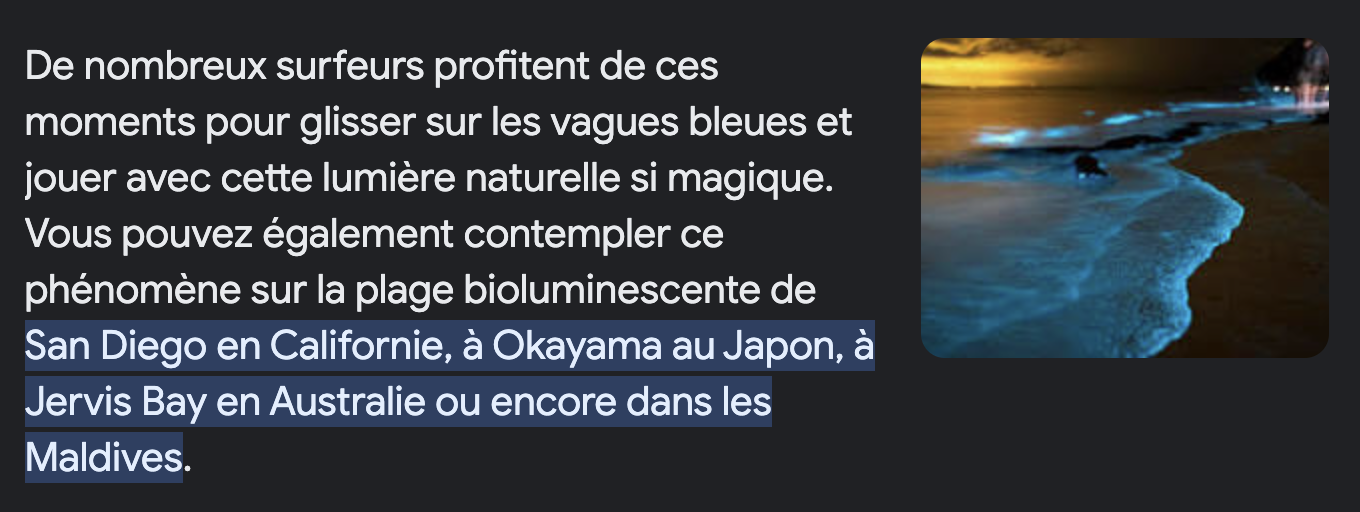 De nombreux surfeurs profitent de ces
moments pour glisser sur les vagues bleues et
jouer avec cette lumière naturelle si magique.
Vous pouvez également contempler ce
phénomène sur la plage bioluminescente de
San Diego en Californie, à Okayama au Japon, à
Jervis Bay en Australie ou encore dans les
Maldives.